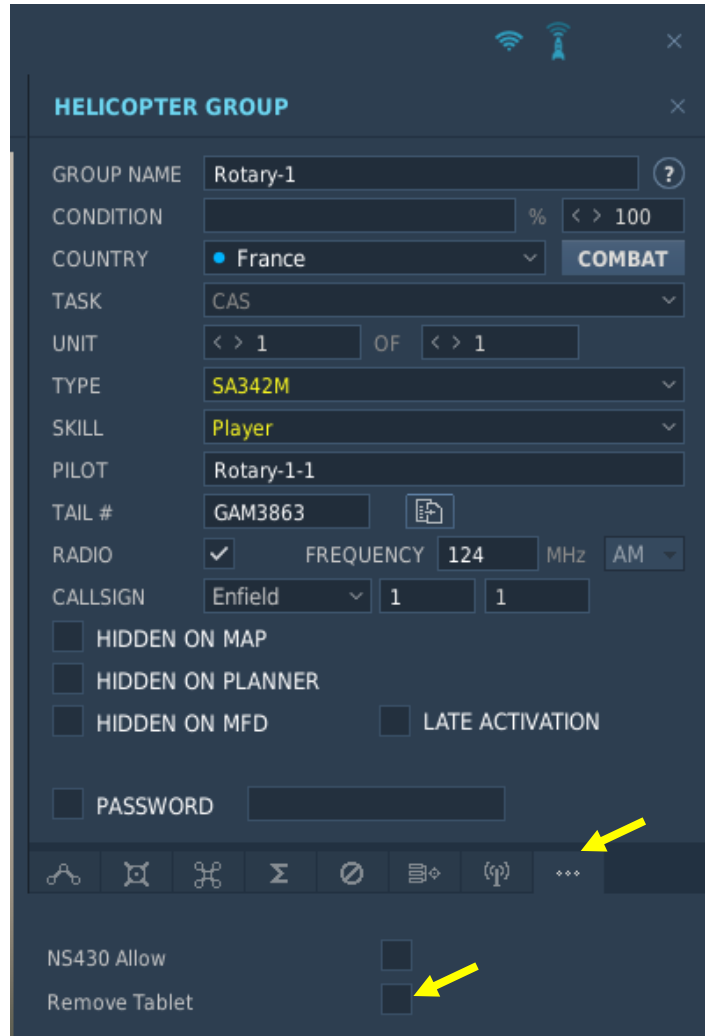 HELICOPTER GROUP
GROUP NAME Rotary-1 ?
CONDITION % < > 100
COUNTRY France COMBAT
TASK CAS
UNIT < > 1 OF < > 1
TYPE SA342M
SKILL Player
PILOT Rotary-1-1
TAIL # GAM3863
RADIO FREQUENCY 124 MHz AM
CALLSIGN Enfield 1 1
HIDDEN ON MAP
HIDDEN ON PLANNER
HIDDEN ON MFD LATE ACTIVATION
PASSWORD
NS430 Allow
Remove Tablet